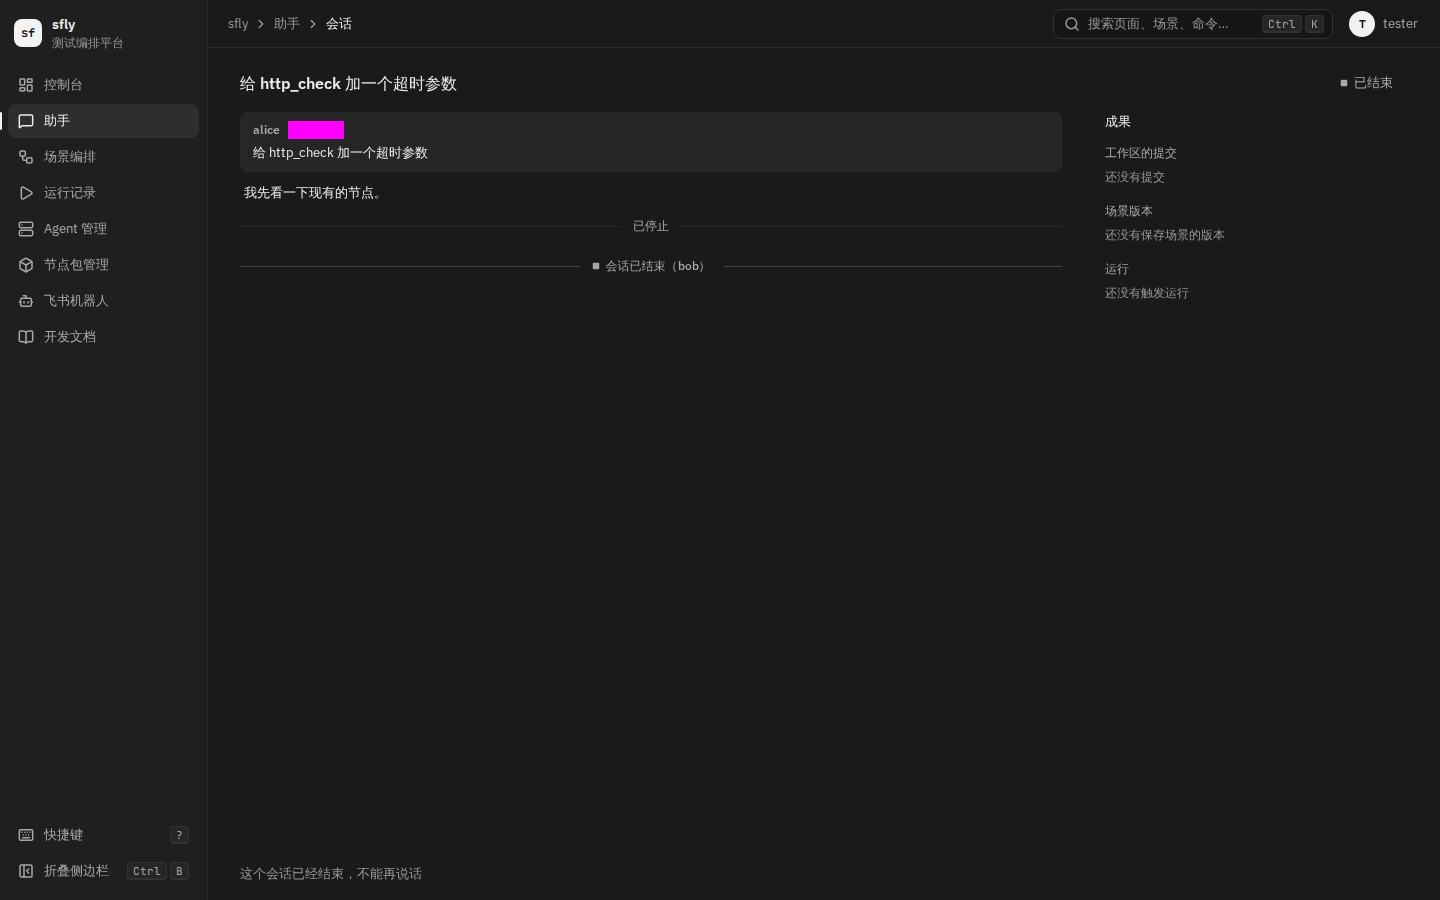 sf
sfly
测试编排平台
控制台
助手
场景编排
运行记录
Agent 管理
节点包管理
飞书机器人
开发文档
快捷键
?
折叠侧边栏
Ctrl B
sfly
助手
会话
搜索页面、场景、命令...
Ctrl K
T
tester
给 http_check 加一个超时参数
已结束
alice
给 http_check 加一个超时参数
我先看一下现有的节点。
已停止
会话已结束（bob）
这个会话已经结束，不能再说话
成果
工作区的提交
还没有提交
场景版本
还没有保存场景的版本
运行
还没有触发运行